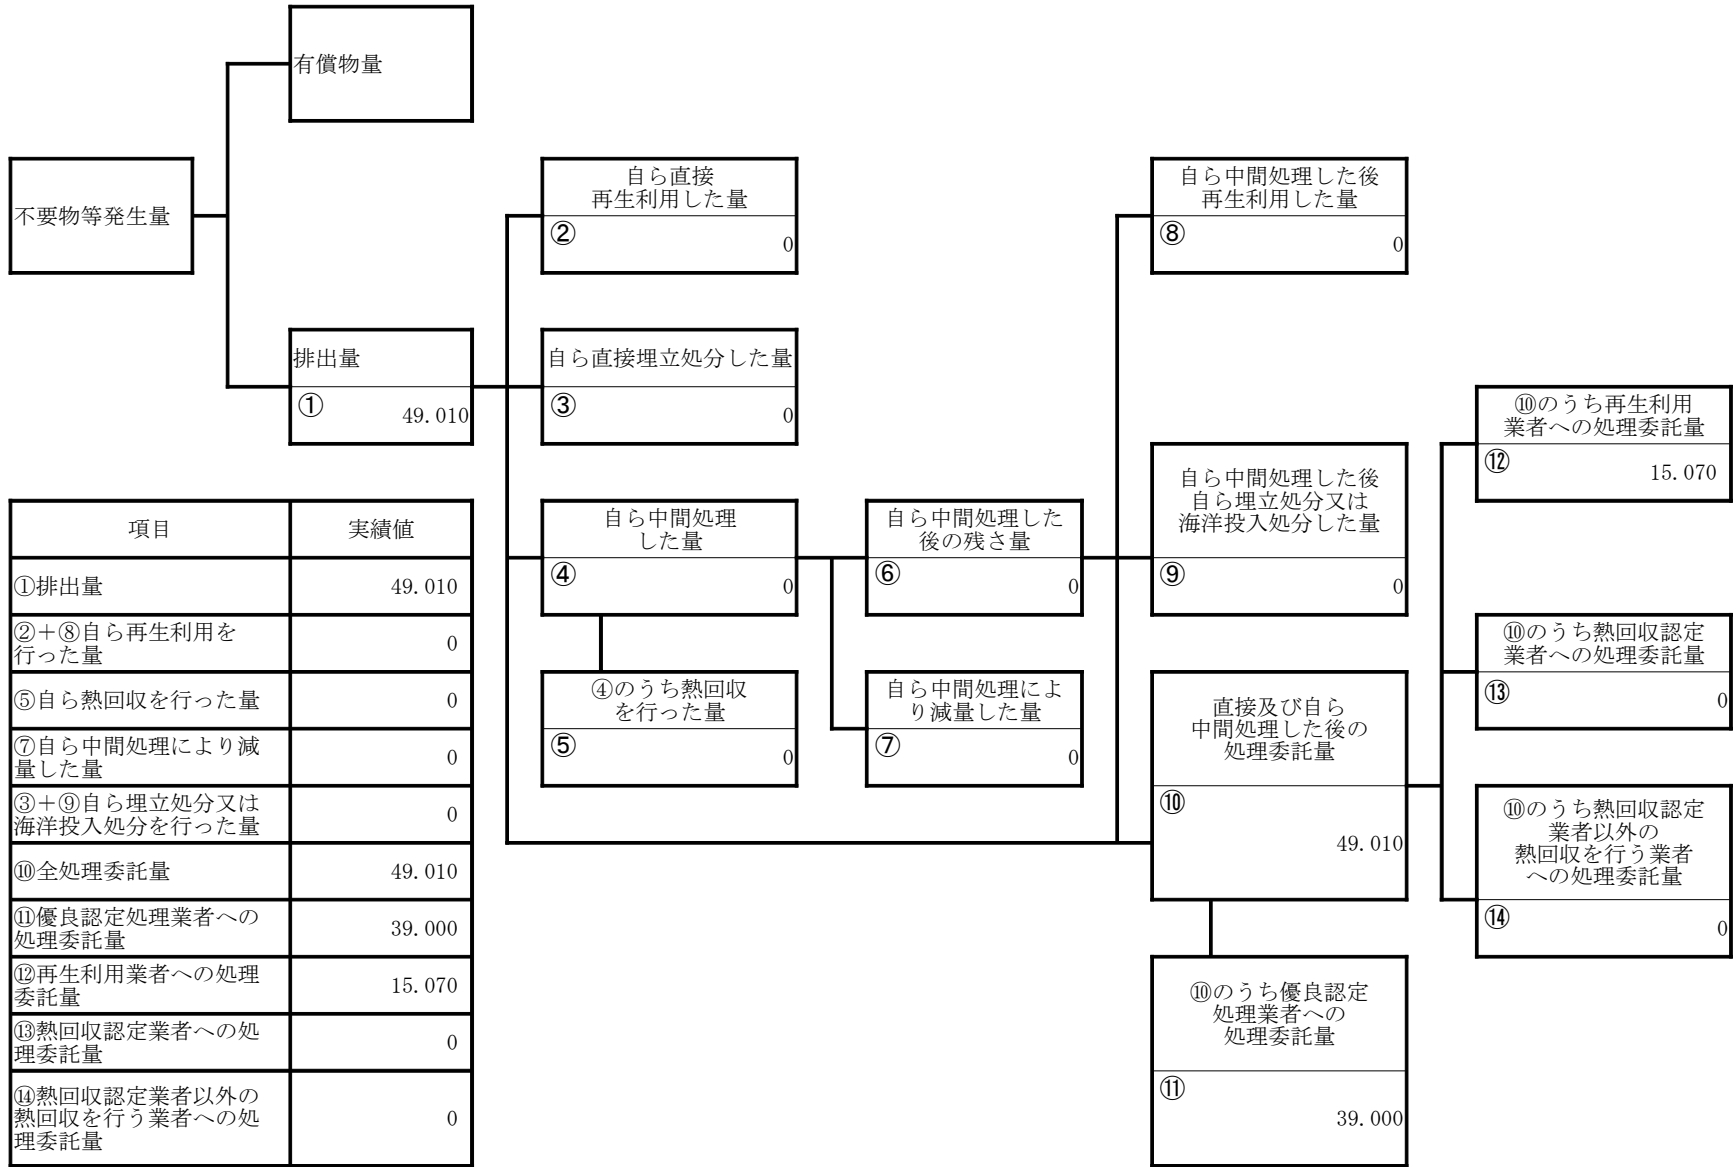 有償物量
不要物等発生量
自ら直接
再生利用した量
②
0
自ら中間処理した後
再生利用した量
⑧
0
排出量
①
49.010
自ら直接埋立処分した量
③
0
⑩のうち再生利用
業者への処理委託量
⑫
15.070
自ら中間処理した後
自ら埋立処分又は
海洋投入処分した量
⑨
0
自ら中間処理
した量
④
0
自ら中間処理した
後の残さ量
⑥
0
④のうち熱回収
を行った量
⑤
0
自ら中間処理によ
り減量した量
⑦
0
直接及び自ら
中間処理した後の
処理委託量
⑩
49.010
⑩のうち熱回収認定
業者への処理委託量
⑬
0
⑩のうち熱回収認定
業者以外の
熱回収を行う業者
への処理委託量
⑭
0
⑩のうち優良認定
処理業者への
処理委託量
⑪
39.000
項目 実績値
①排出量 49.010
②+⑧自ら再生利用を
行った量
0
⑤自ら熱回収を行った量 0
⑦自ら中間処理により減
量した量
0
③+⑨自ら埋立処分又は
海洋投入処分を行った量
0
⑩全処理委託量 49.010
⑪優良認定処理業者への
処理委託量
39.000
⑫再生利用業者への処理
委託量
15.070
⑬熱回収認定業者への処
理委託量
0
⑭熱回収認定業者以外の
熱回収を行う業者への処
理委託量
0